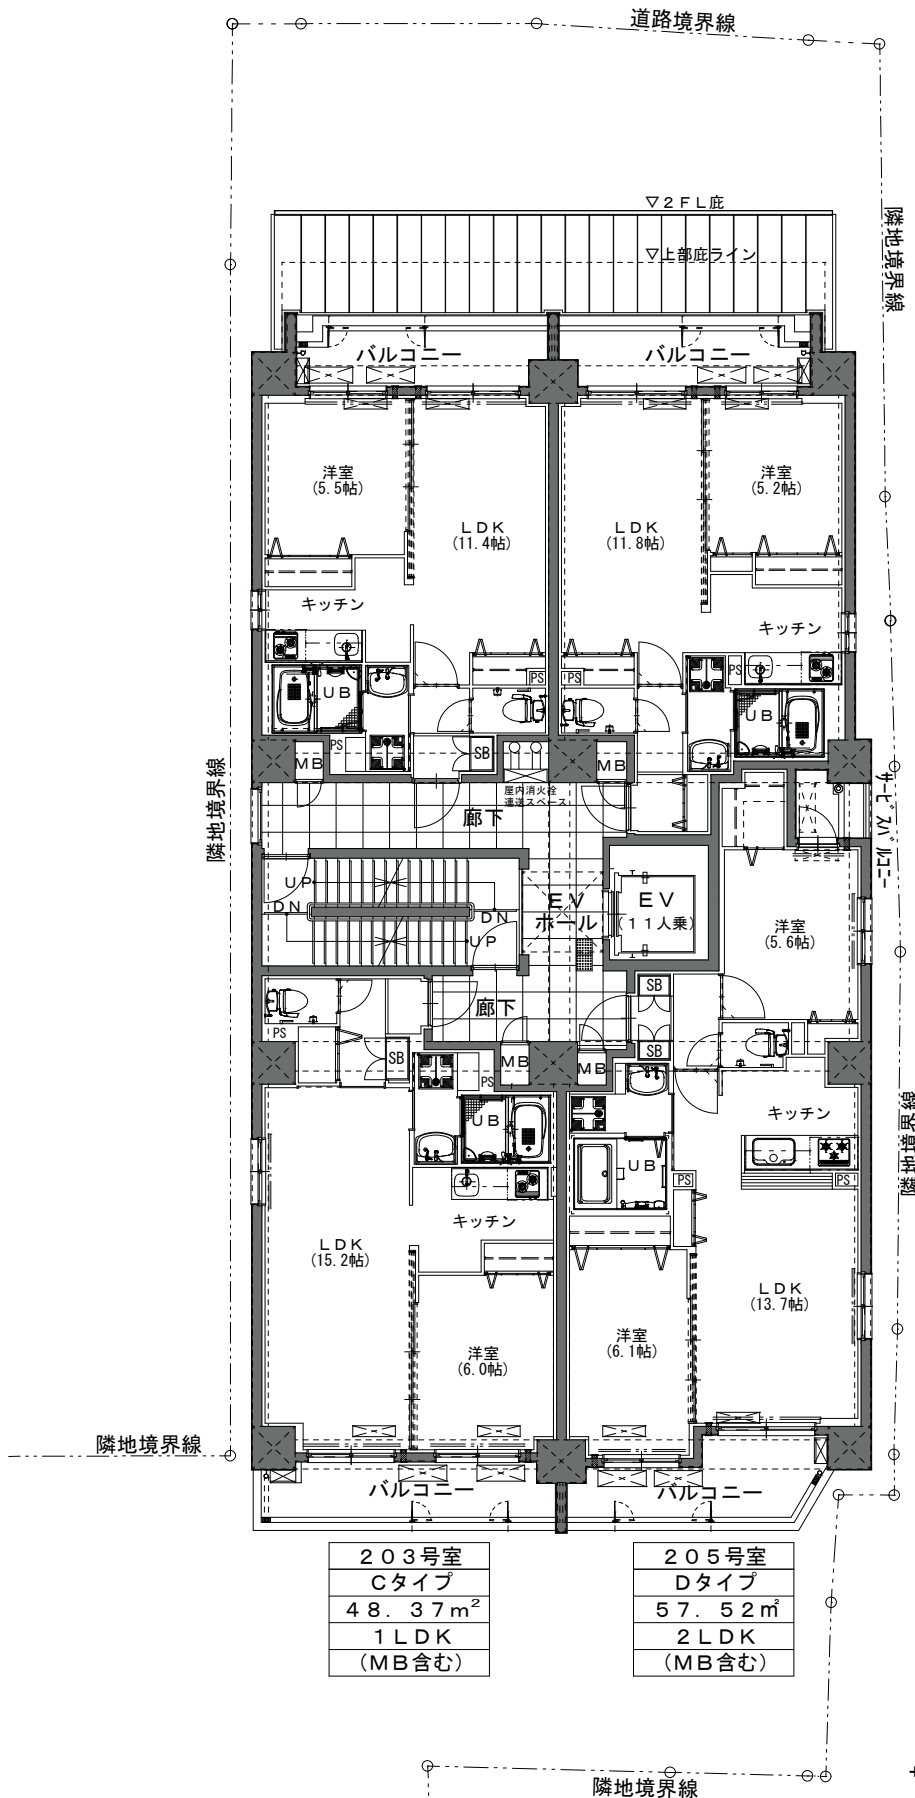 道路境界線
隣地境界線
▽2FL庇
▽上部庇ライン
バルコニー
バルコニー
洋室
(5.5帖)
LDK
(11.4帖)
LDK
(11.8帖)
洋室
(5.2帖)
キッチン
キッチン
UB
PS
PS
PS
UB
PS
MB
SB
MB
屋内消火栓
連送スペース
廊下
隣地境界線
サービスバルコニー
UP
DN
DN
UP
EV
ホール
EV
(11人乗)
洋室
(5.6帖)
廊下
SB
SB
PS
SB
MB
MB
PS
UB
キッチン
UB
PS
PS
キッチン
隣地境界線
LDK
(15.2帖)
洋室
(6.0帖)
洋室
(6.1帖)
LDK
(13.7帖)
隣地境界線
バルコニー
バルコニー
203号室
Cタイプ
48.37m²
1LDK
(MB含む)
205号室
Dタイプ
57.52㎡
2LDK
(MB含む)
隣地境界線